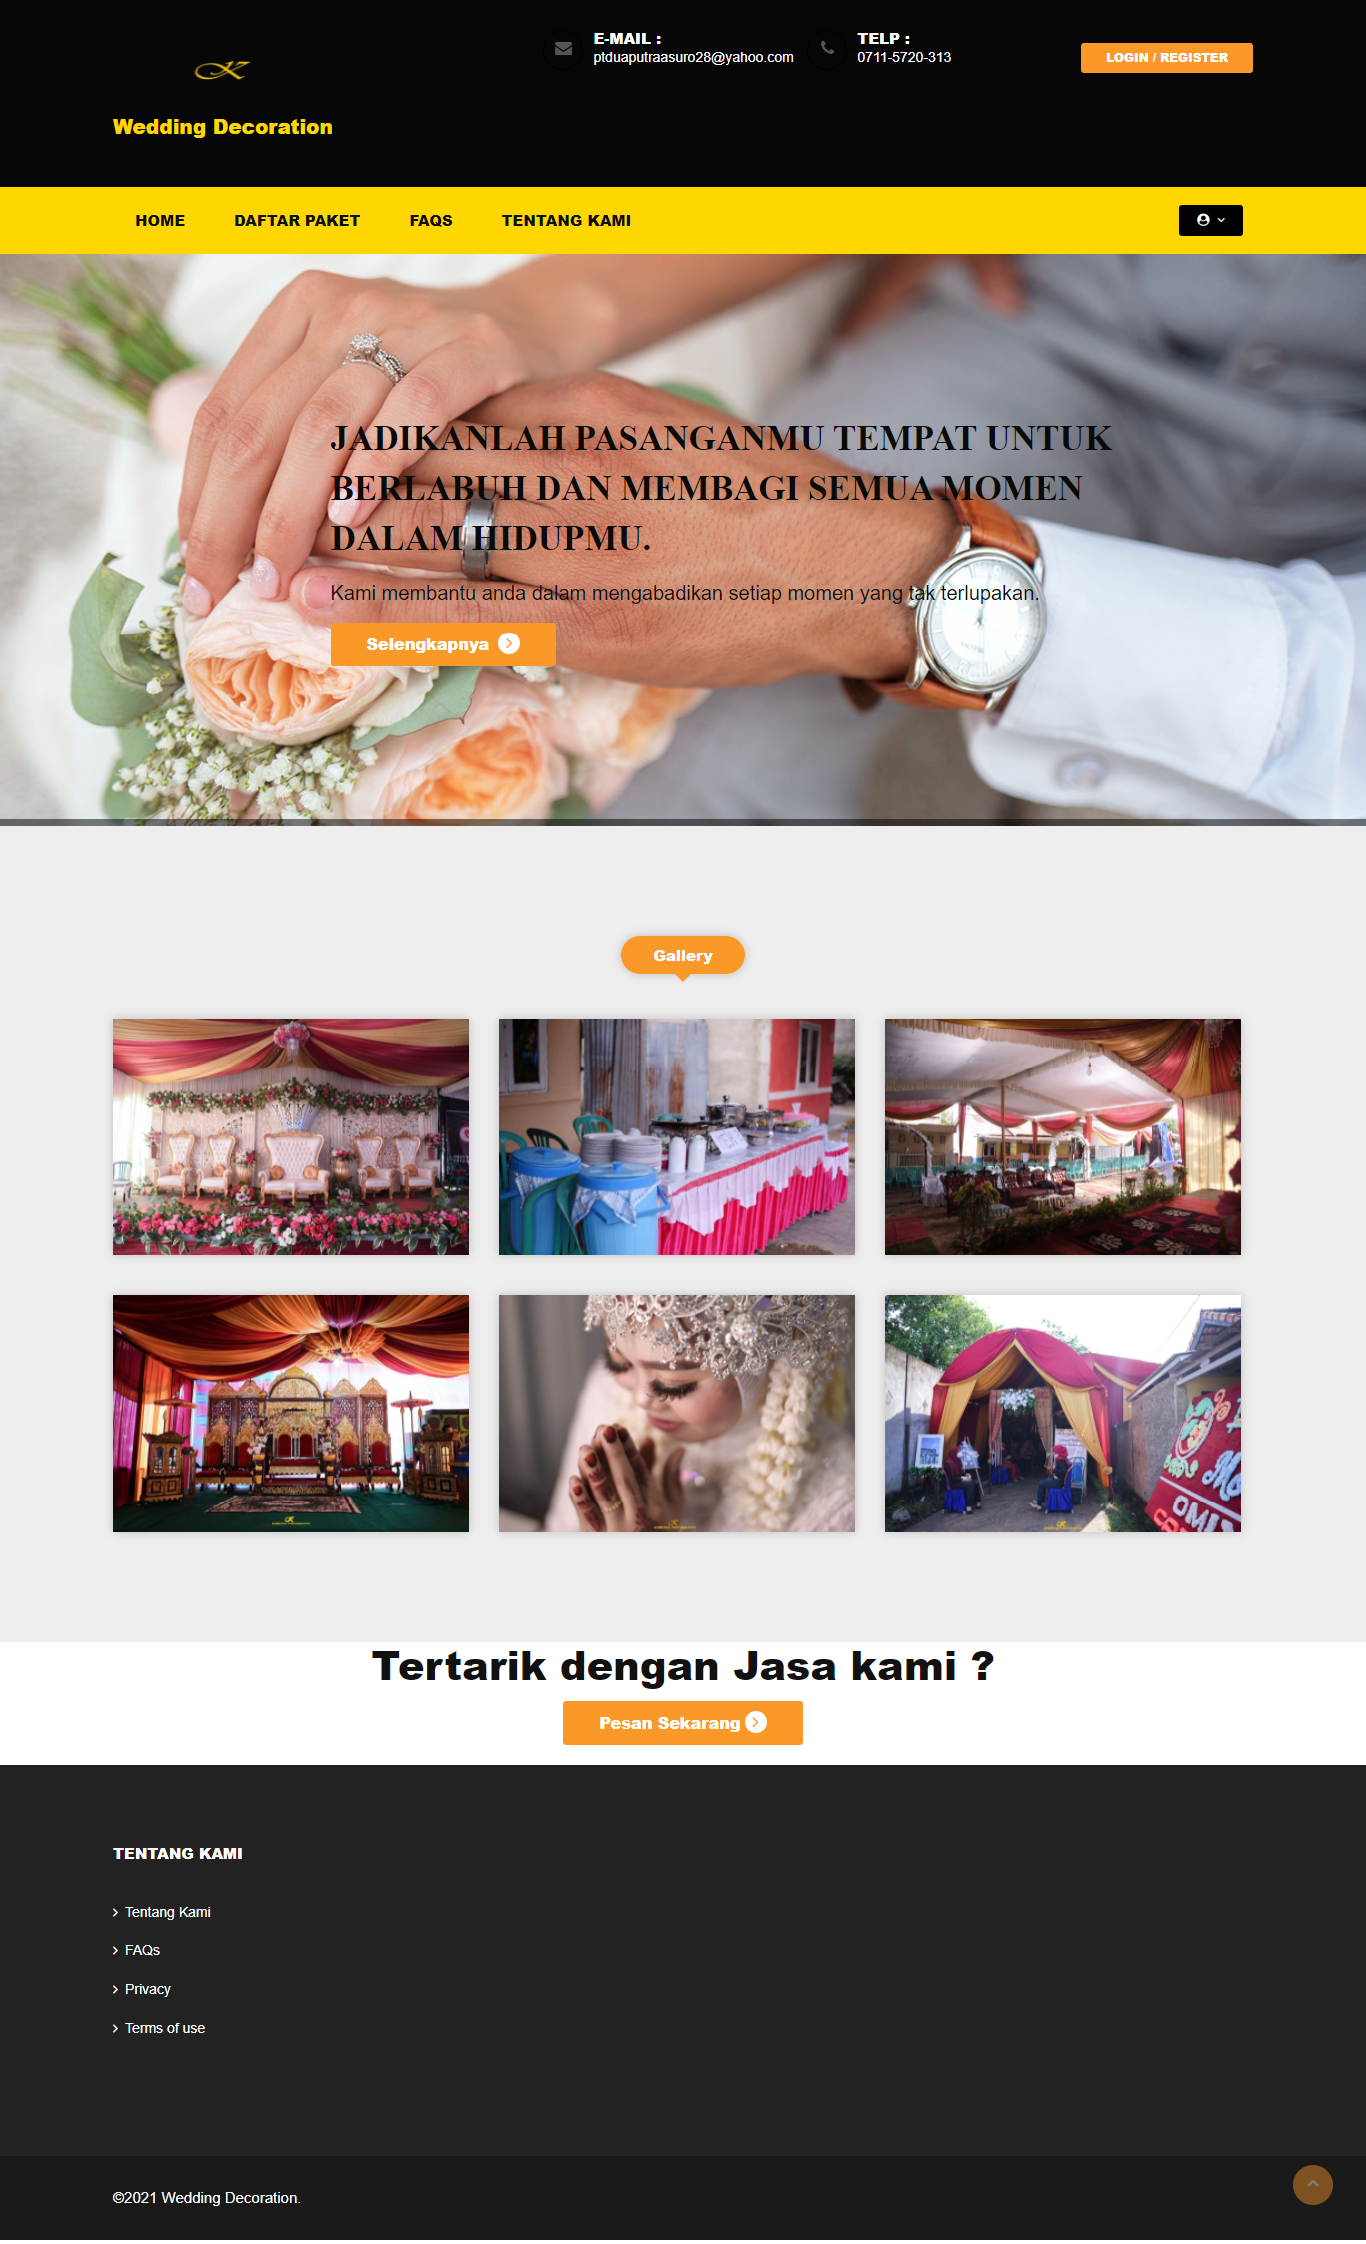 E-MAIL :
ptduaputraasuro28@yahoo.com
TELP :
0711-5720-313
LOGIN / REGISTER
K
Wedding Decoration
HOME
DAFTAR PAKET
FAQS
TENTANG KAMI
JADIKANLAH PASANGANMU TEMPAT UNTUK
BERLABUH DAN MEMBAGI SEMUA MOMEN
DALAM HIDUPMU.
Kami membantu anda dalam mengabadikan setiap momen yang tak terlupakan.
Selengkapnya
Gallery
Tertarik dengan Jasa kami ?
Pesan Sekarang
TENTANG KAMI
Tentang Kami
FAQs
Privacy
Terms of use
©2021 Wedding Decoration.